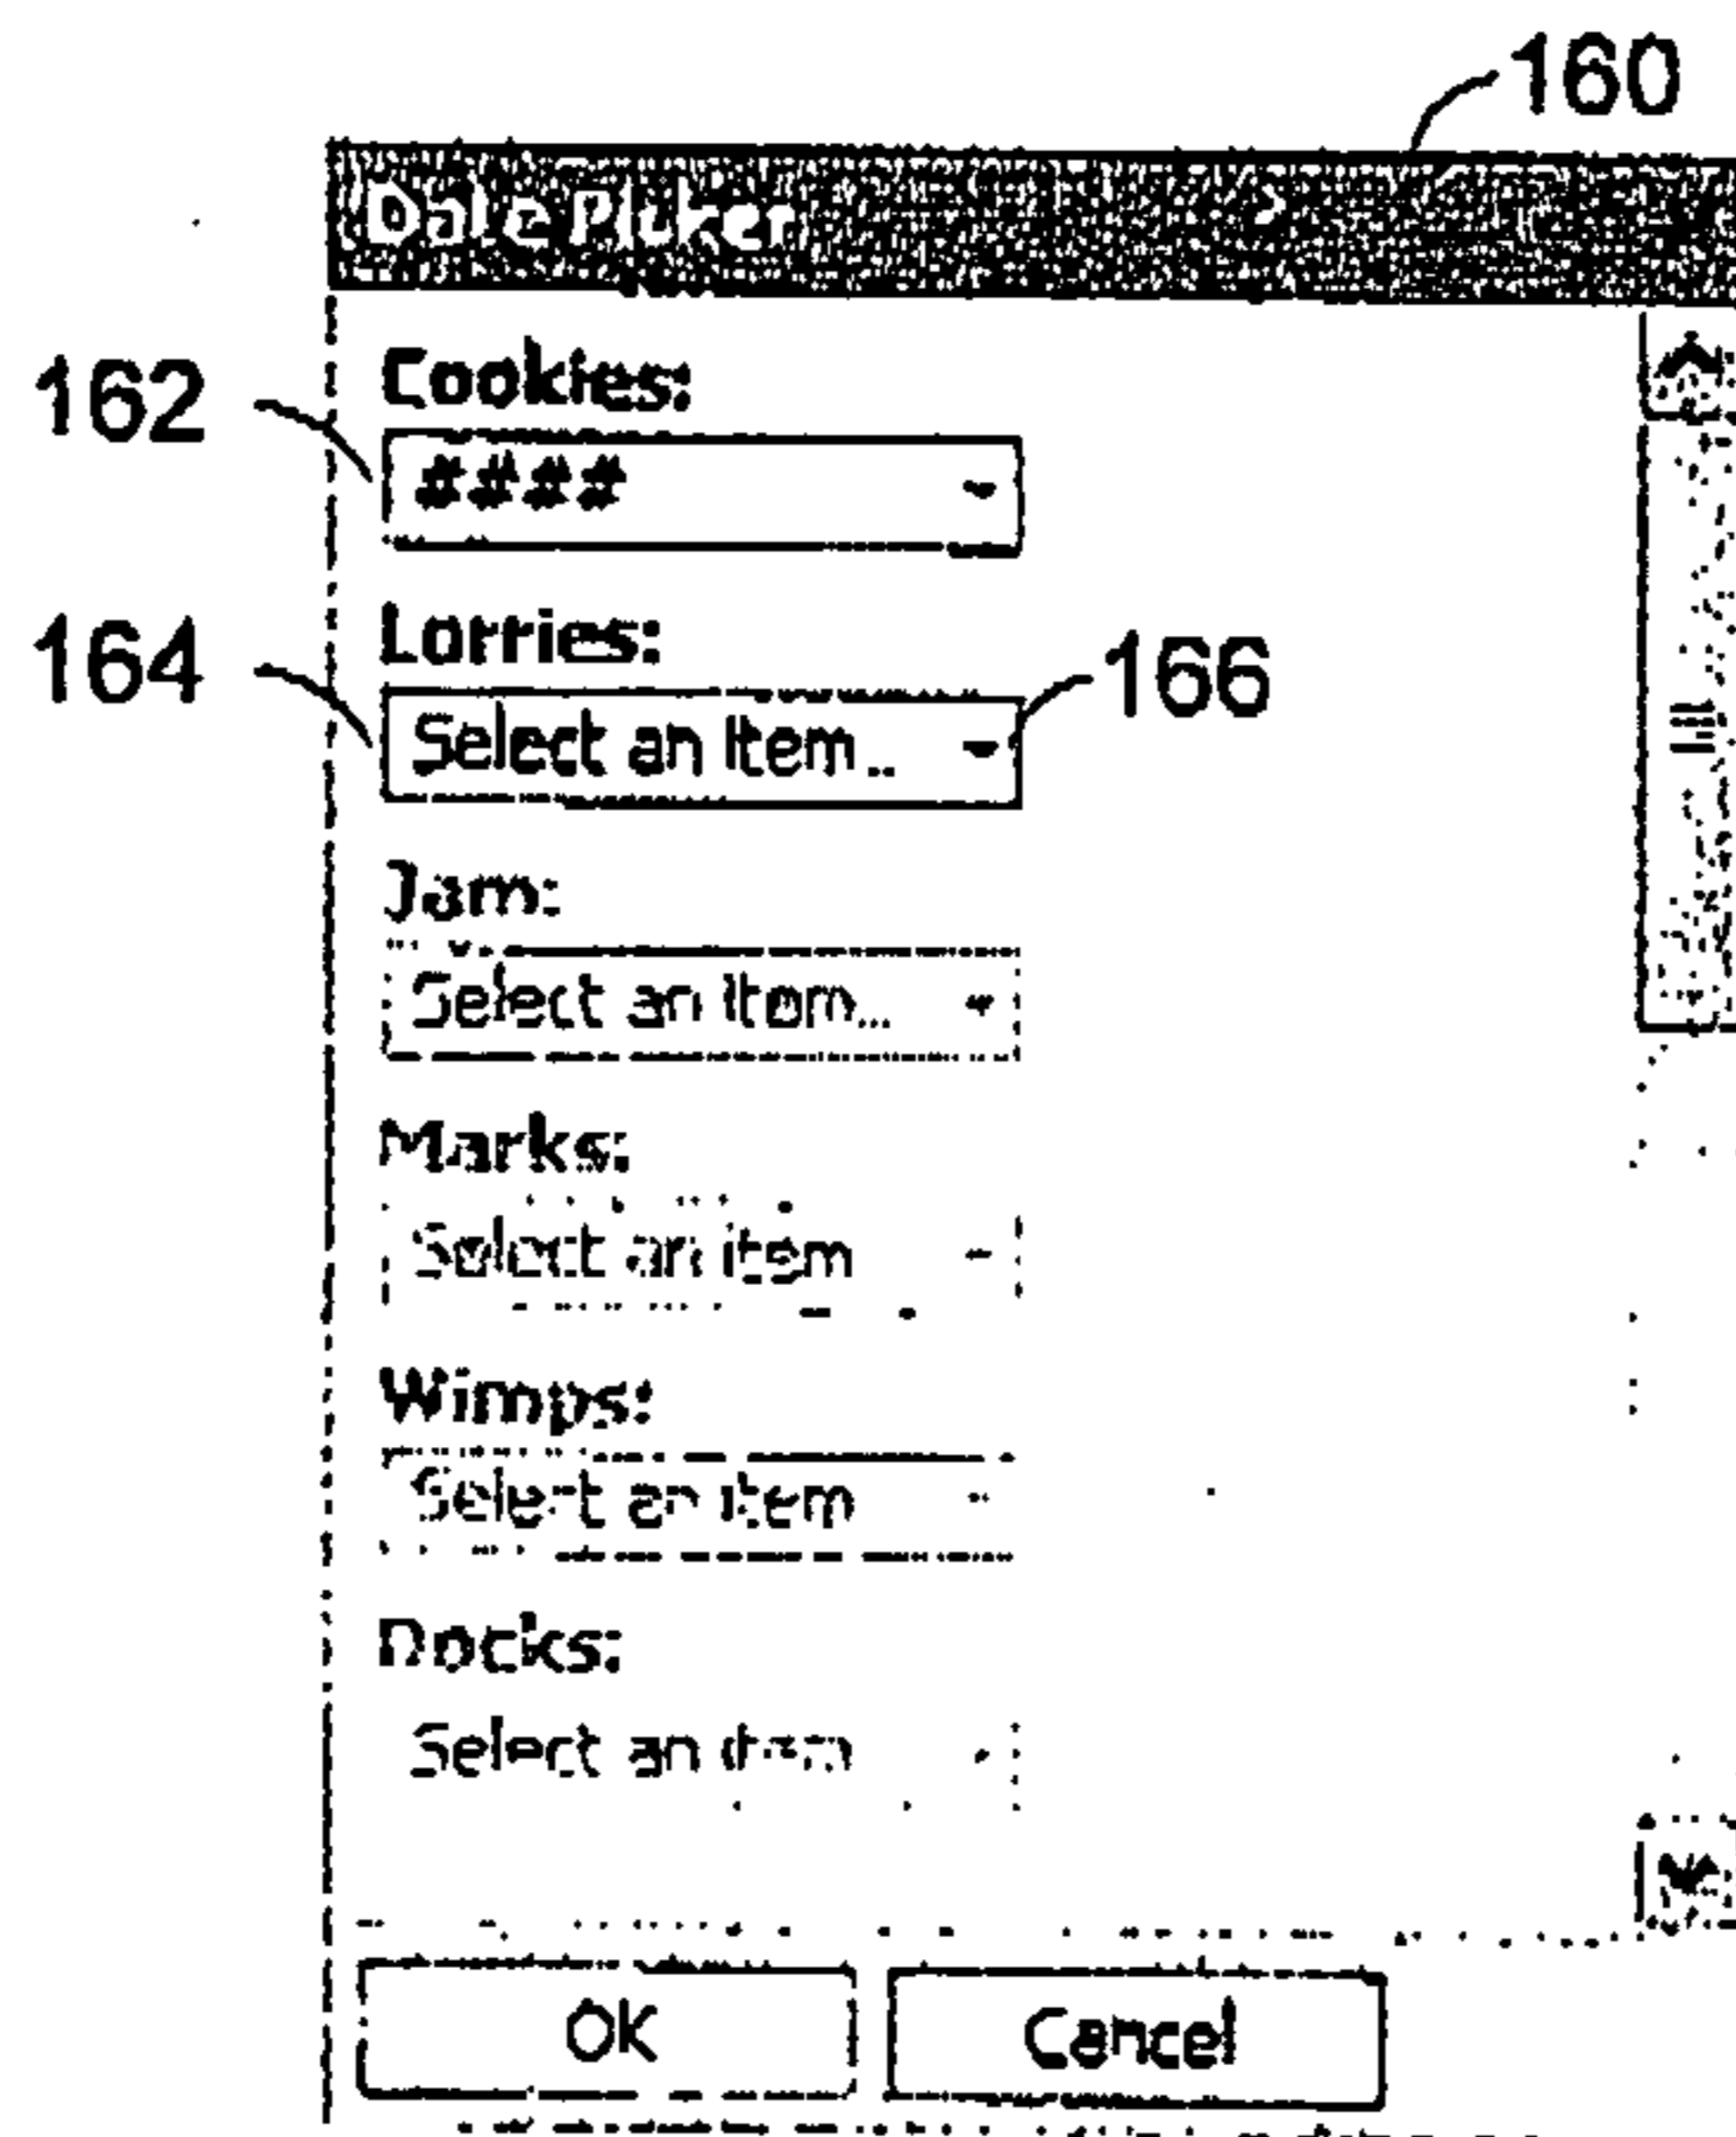 160
Date Picker
162
Cookies:
####
164
Lorries:
166
Select an Item..
Jam:
Select an Item...
Marks:
Select an item
Wimps:
Select an item
Docks:
Select an item
OK
Cancel